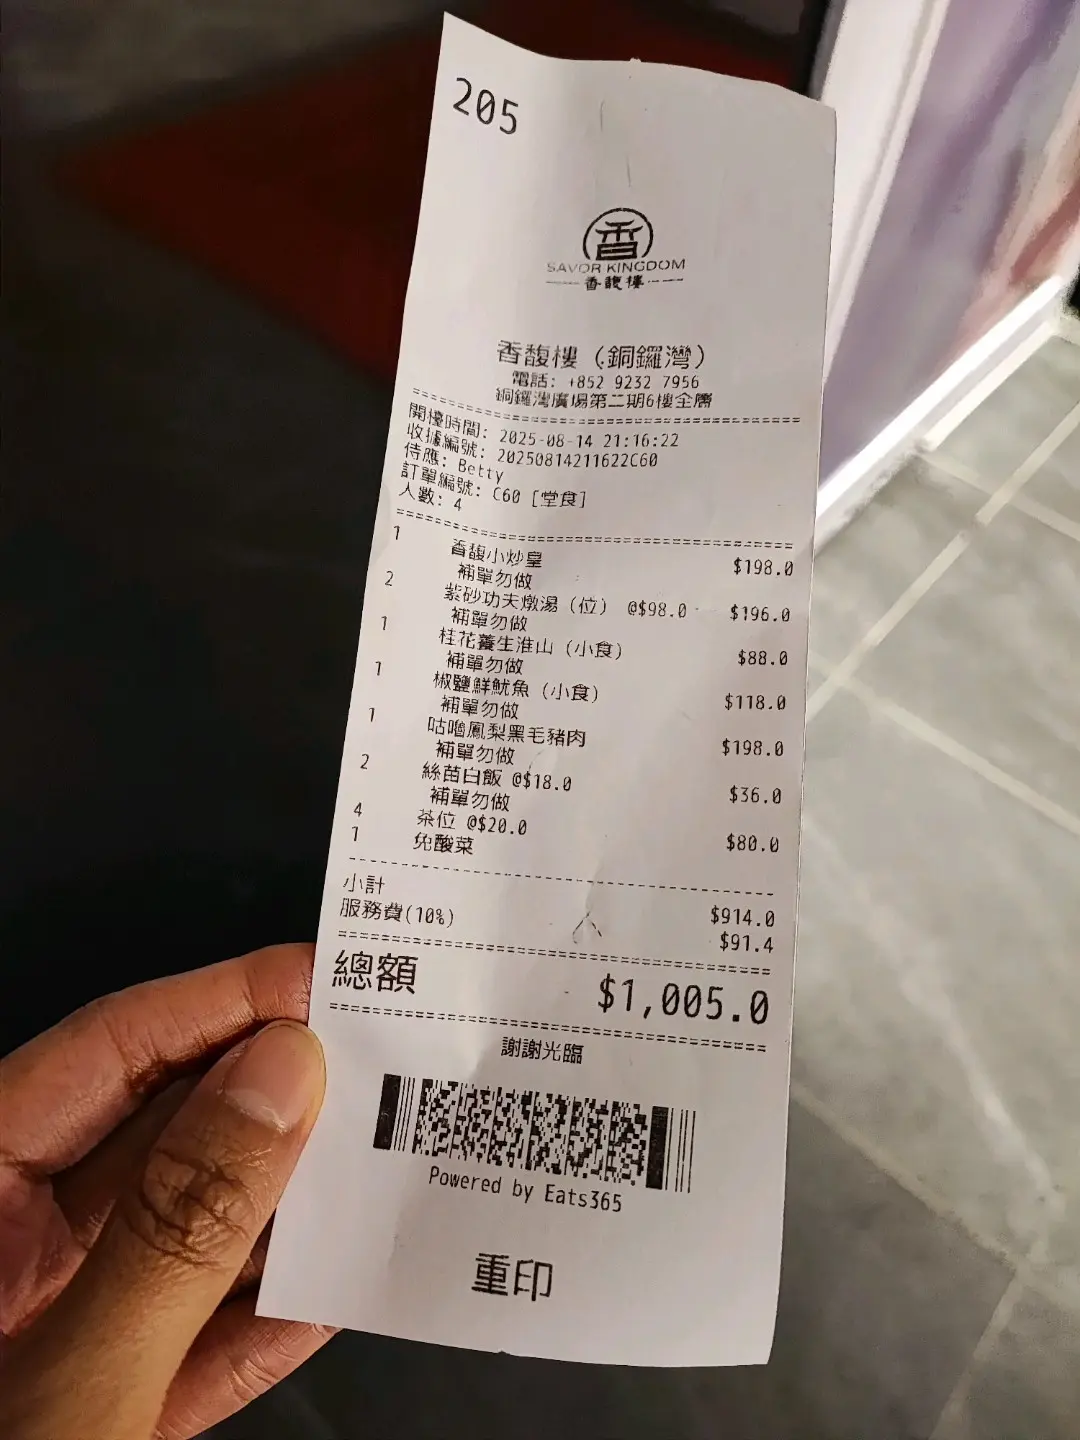 205
香
SAVOR KINGDOM
香馥樓
香馥樓 (銅鑼灣)
電話: +852 9232 7956
銅鑼灣廣場第二期6樓全層
開檯時間: 2025-08-14 21:16:22
收據編號: 20250814211622C60
侍應: Betty
訂單編號: C60 [堂食]
人數: 4
1 香馥小炒皇 $198.0
補單勿做
2 紫砂功夫燉湯 (位) @$98.0 $196.0
補單勿做
1 桂花養生淮山 (小食) $88.0
補單勿做
1 椒鹽鮮魷魚 (小食) $118.0
補單勿做
1 咕嚕鳳梨黑毛豬肉 $198.0
補單勿做
2 絲苗白飯 @$18.0 $36.0
補單勿做
4 茶位 @$20.0 $80.0
1 免酸菜
小計 $914.0
服務費(10%) $91.4
總額 $1,005.0
謝謝光臨
Powered by Eats365
重印